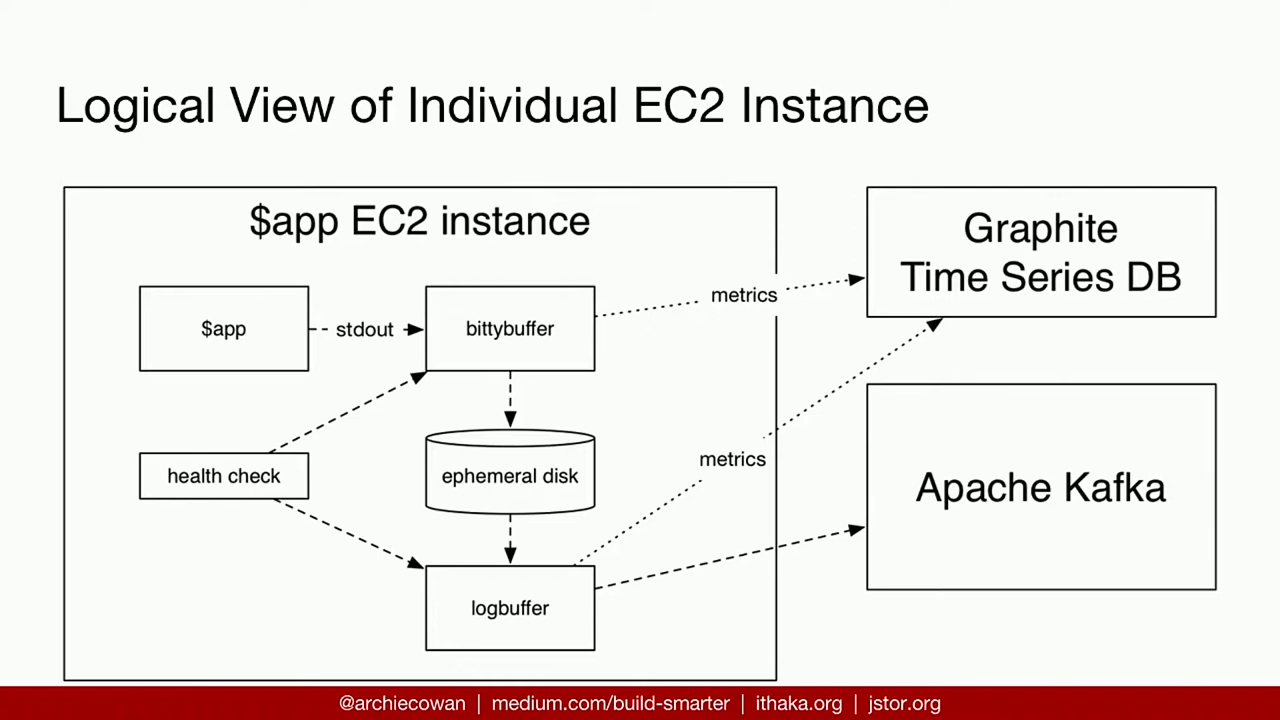 Logical View of Individual EC2 Instance
$app EC2 instance
$app
stdout
bittybuffer
metrics
Graphite
Time Series DB
health check
ephemeral disk
metrics
Apache Kafka
logbuffer
@archiecowan | medium.com/build-smarter | ithaka.org | jstor.org